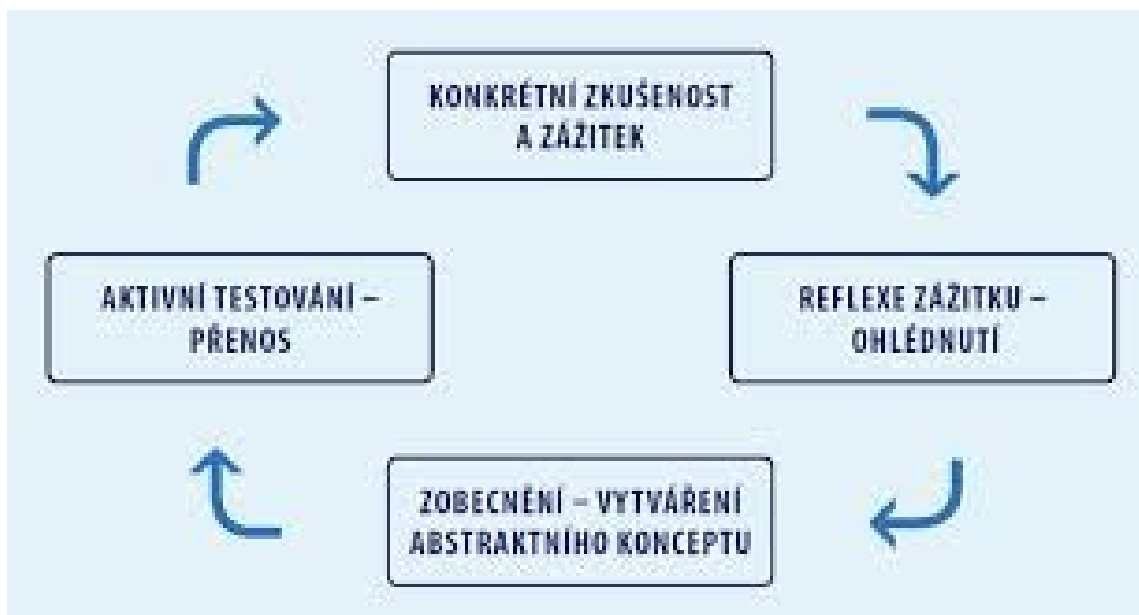 KONKRÉTNÍ ZKUŠENOST
A ZÁŽITEK
REFLEXE ZÁŽITKU –
OHLÉDNUTÍ
ZOBECNĚNÍ – VYTVÁŘENÍ
ABSTRAKTNÍHO KONCEPTU
AKTIVNÍ TESTOVÁNÍ –
PŘENOS